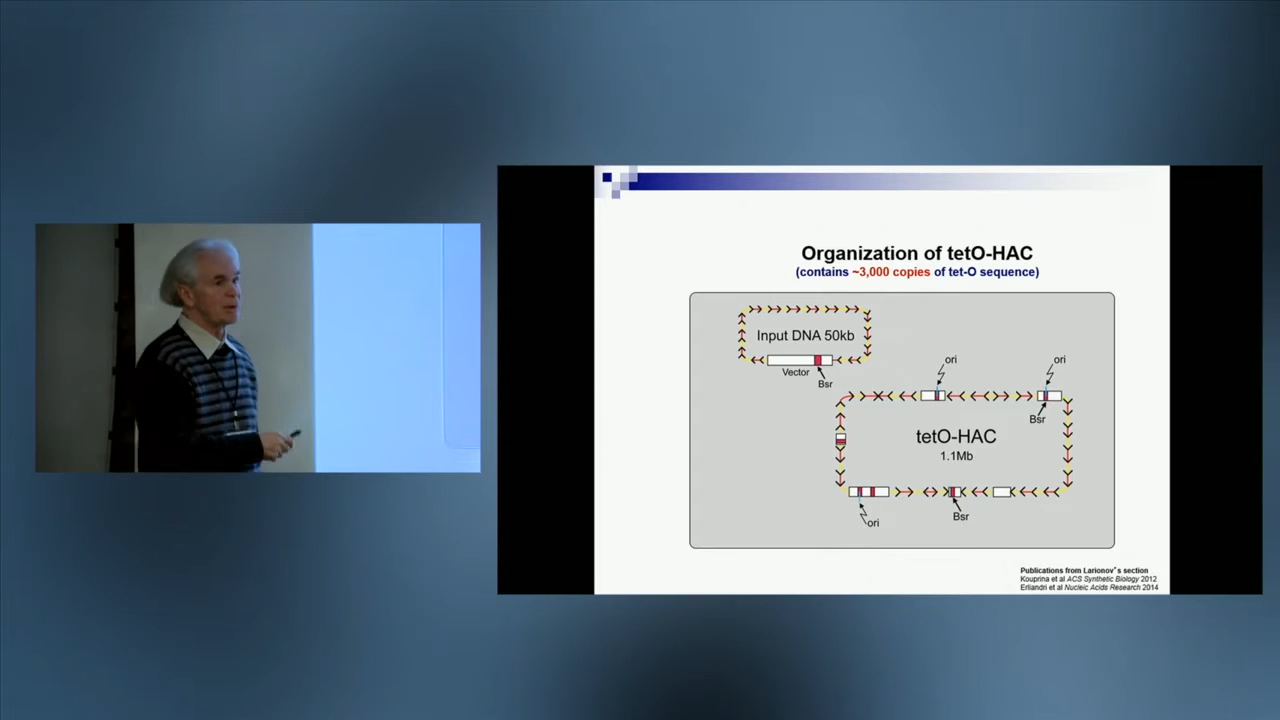 Organization of tetO-HAC
(contains ~3,000 copies of tet-O sequence)
Input DNA 50kb
Vector
Bsr
ori
ori
Bsr
tetO-HAC
1.1Mb
ori
Bsr
Publications from Larionov's section
Kouprina et al ACS Synthetic Biology 2012
Erliandri et al Nucleic Acids Research 2014